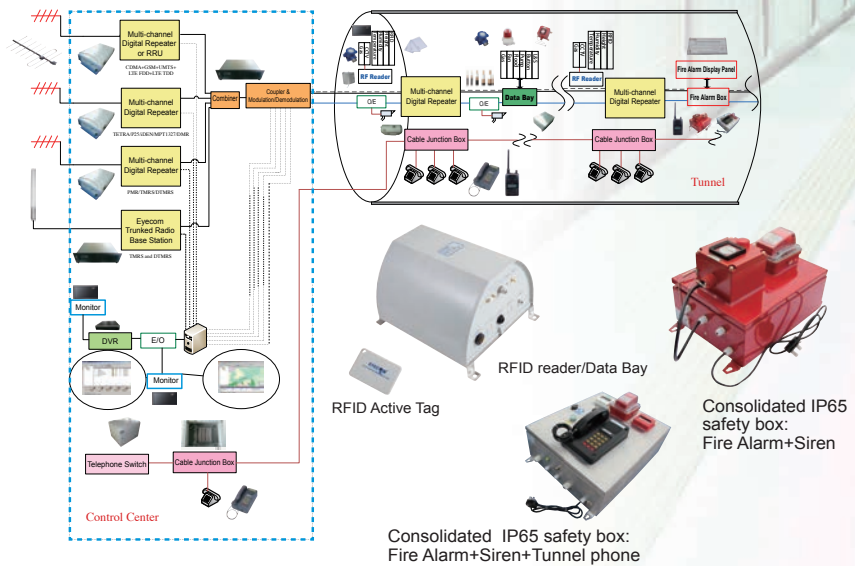 Multi-channel
Digital Repeater
or RRU
CDMA+GSM+UMTS+
LTE FDD+LTE TDD
Multi-channel
Digital Repeater
TETRA/P25/iDEN/MPT1327/DMR
Multi-channel
Digital Repeater
PMR/TMRS/DTMRS
Eyecom
Trunked Radio
Base Station
TMRS and DTMRS
Combiner
Coupler &
Modulation/Demodulation
Monitor
DVR
E/O
Monitor
Telephone Switch
Cable Junction Box
Control Center
RF Reader
O/E
Multi-channel
Digital Repeater
O/E
Data Bay
Cable Junction Box
RF Reader
Multi-channel
Digital Repeater
Fire Alarm Display Panel
Fire Alarm Box
Cable Junction Box
Tunnel
RFID Active Tag
RFID reader/Data Bay
Consolidated IP65
safety box:
Fire Alarm+Siren
Consolidated IP65 safety box:
Fire Alarm+Siren+Tunnel phone